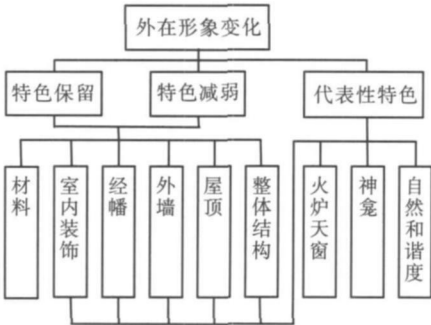 外在形象变化
特色保留
特色减弱
代表性特色
材料
室内装饰
经幡
外墙
屋顶
整体结构
火炉天窗
神龛
自然和谐度